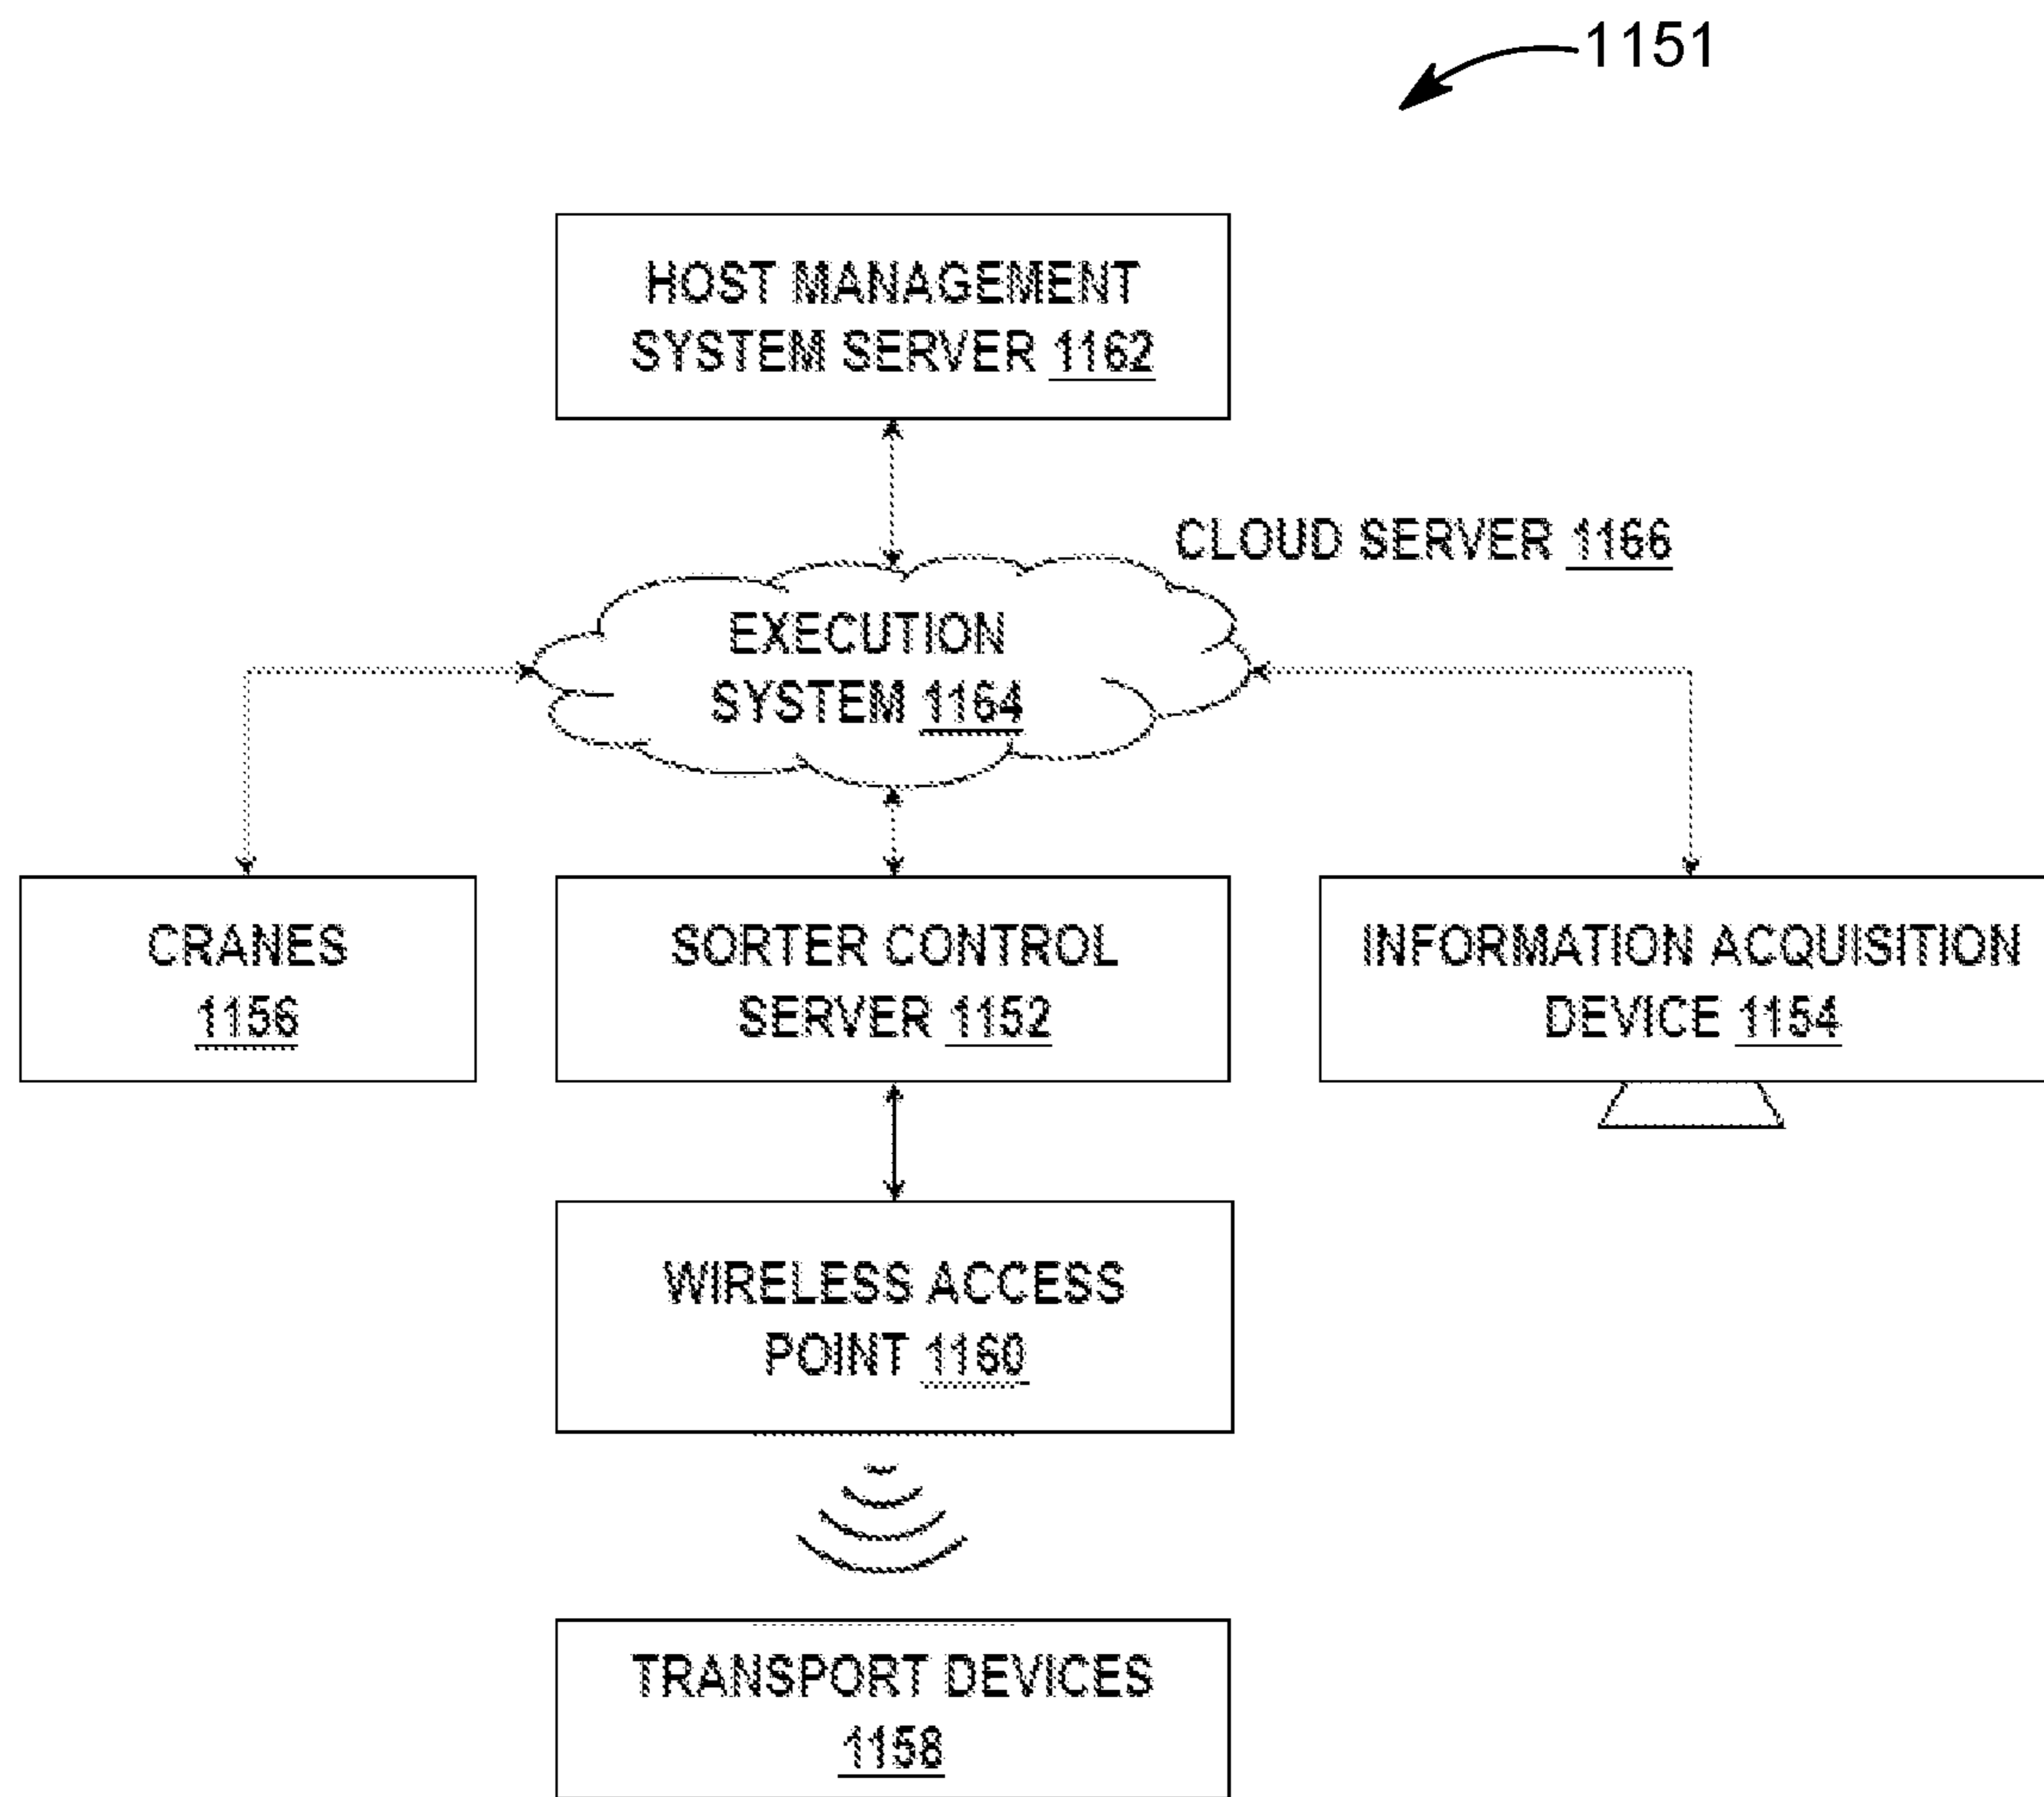 1151
HOST MANAGEMENT
SYSTEM SERVER 1162
CLOUD SERVER 1166
EXECUTION
SYSTEM 1164
CRANES
1156
SORTER CONTROL
SERVER 1152
INFORMATION ACQUISITION
DEVICE 1154
WIRELESS ACCESS
POINT 1160
TRANSPORT DEVICES
1158